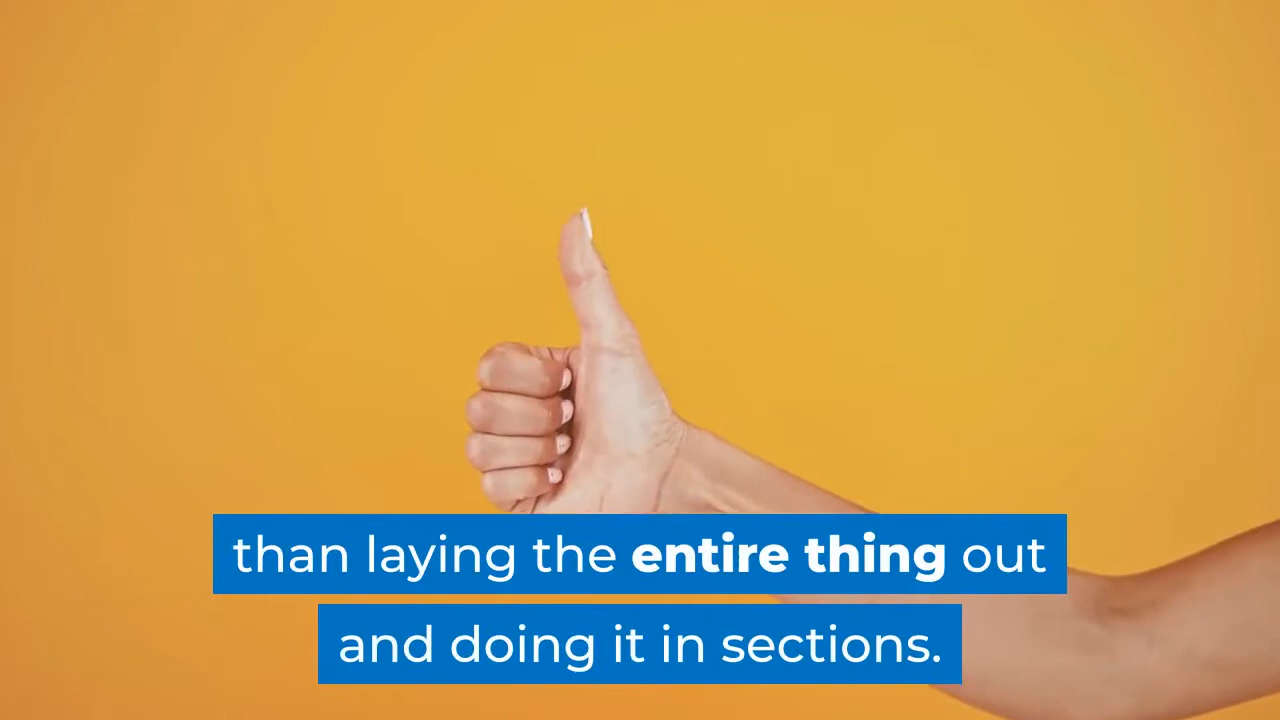 than laying the entire thing out
and doing it in sections.